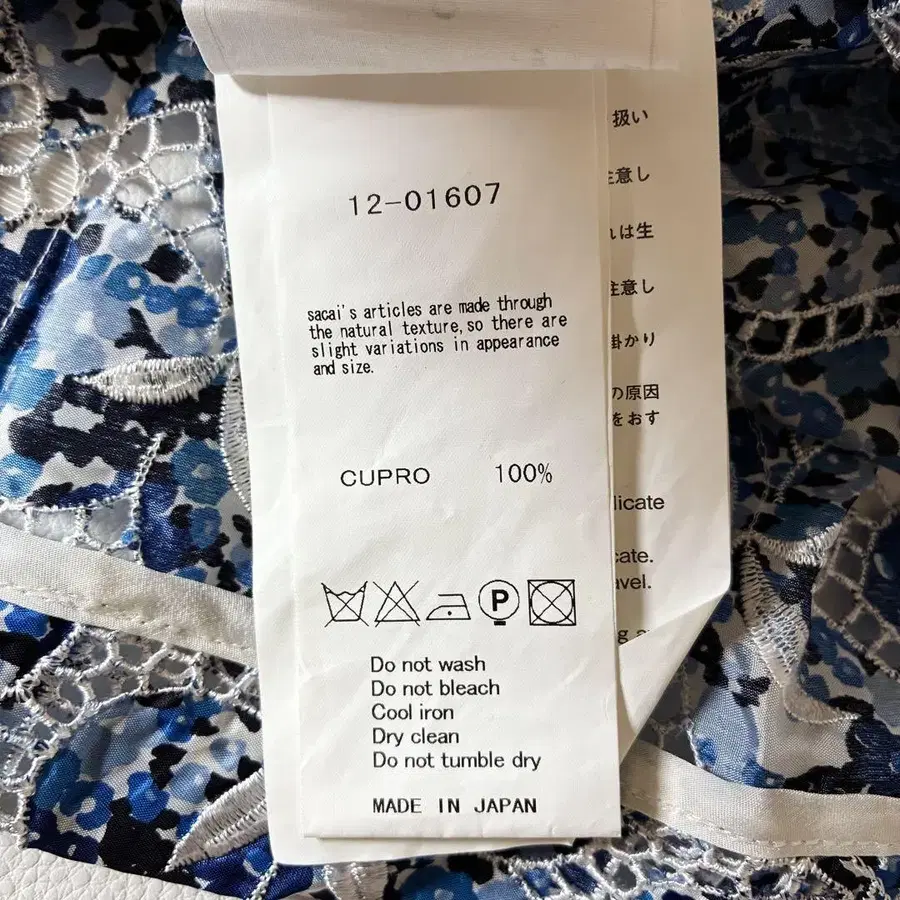 12-01607
sacai's articles are made through
the natural texture, so there are
slight variations in appearance
and size.
CUPRO 100%
P
Do not wash
Do not bleach
Cool iron
Dry clean
Do not tumble dry
MADE IN JAPAN
扱い
注意し
は生
注意し
掛かり
の原因
をおす
licate
cate.
avel.